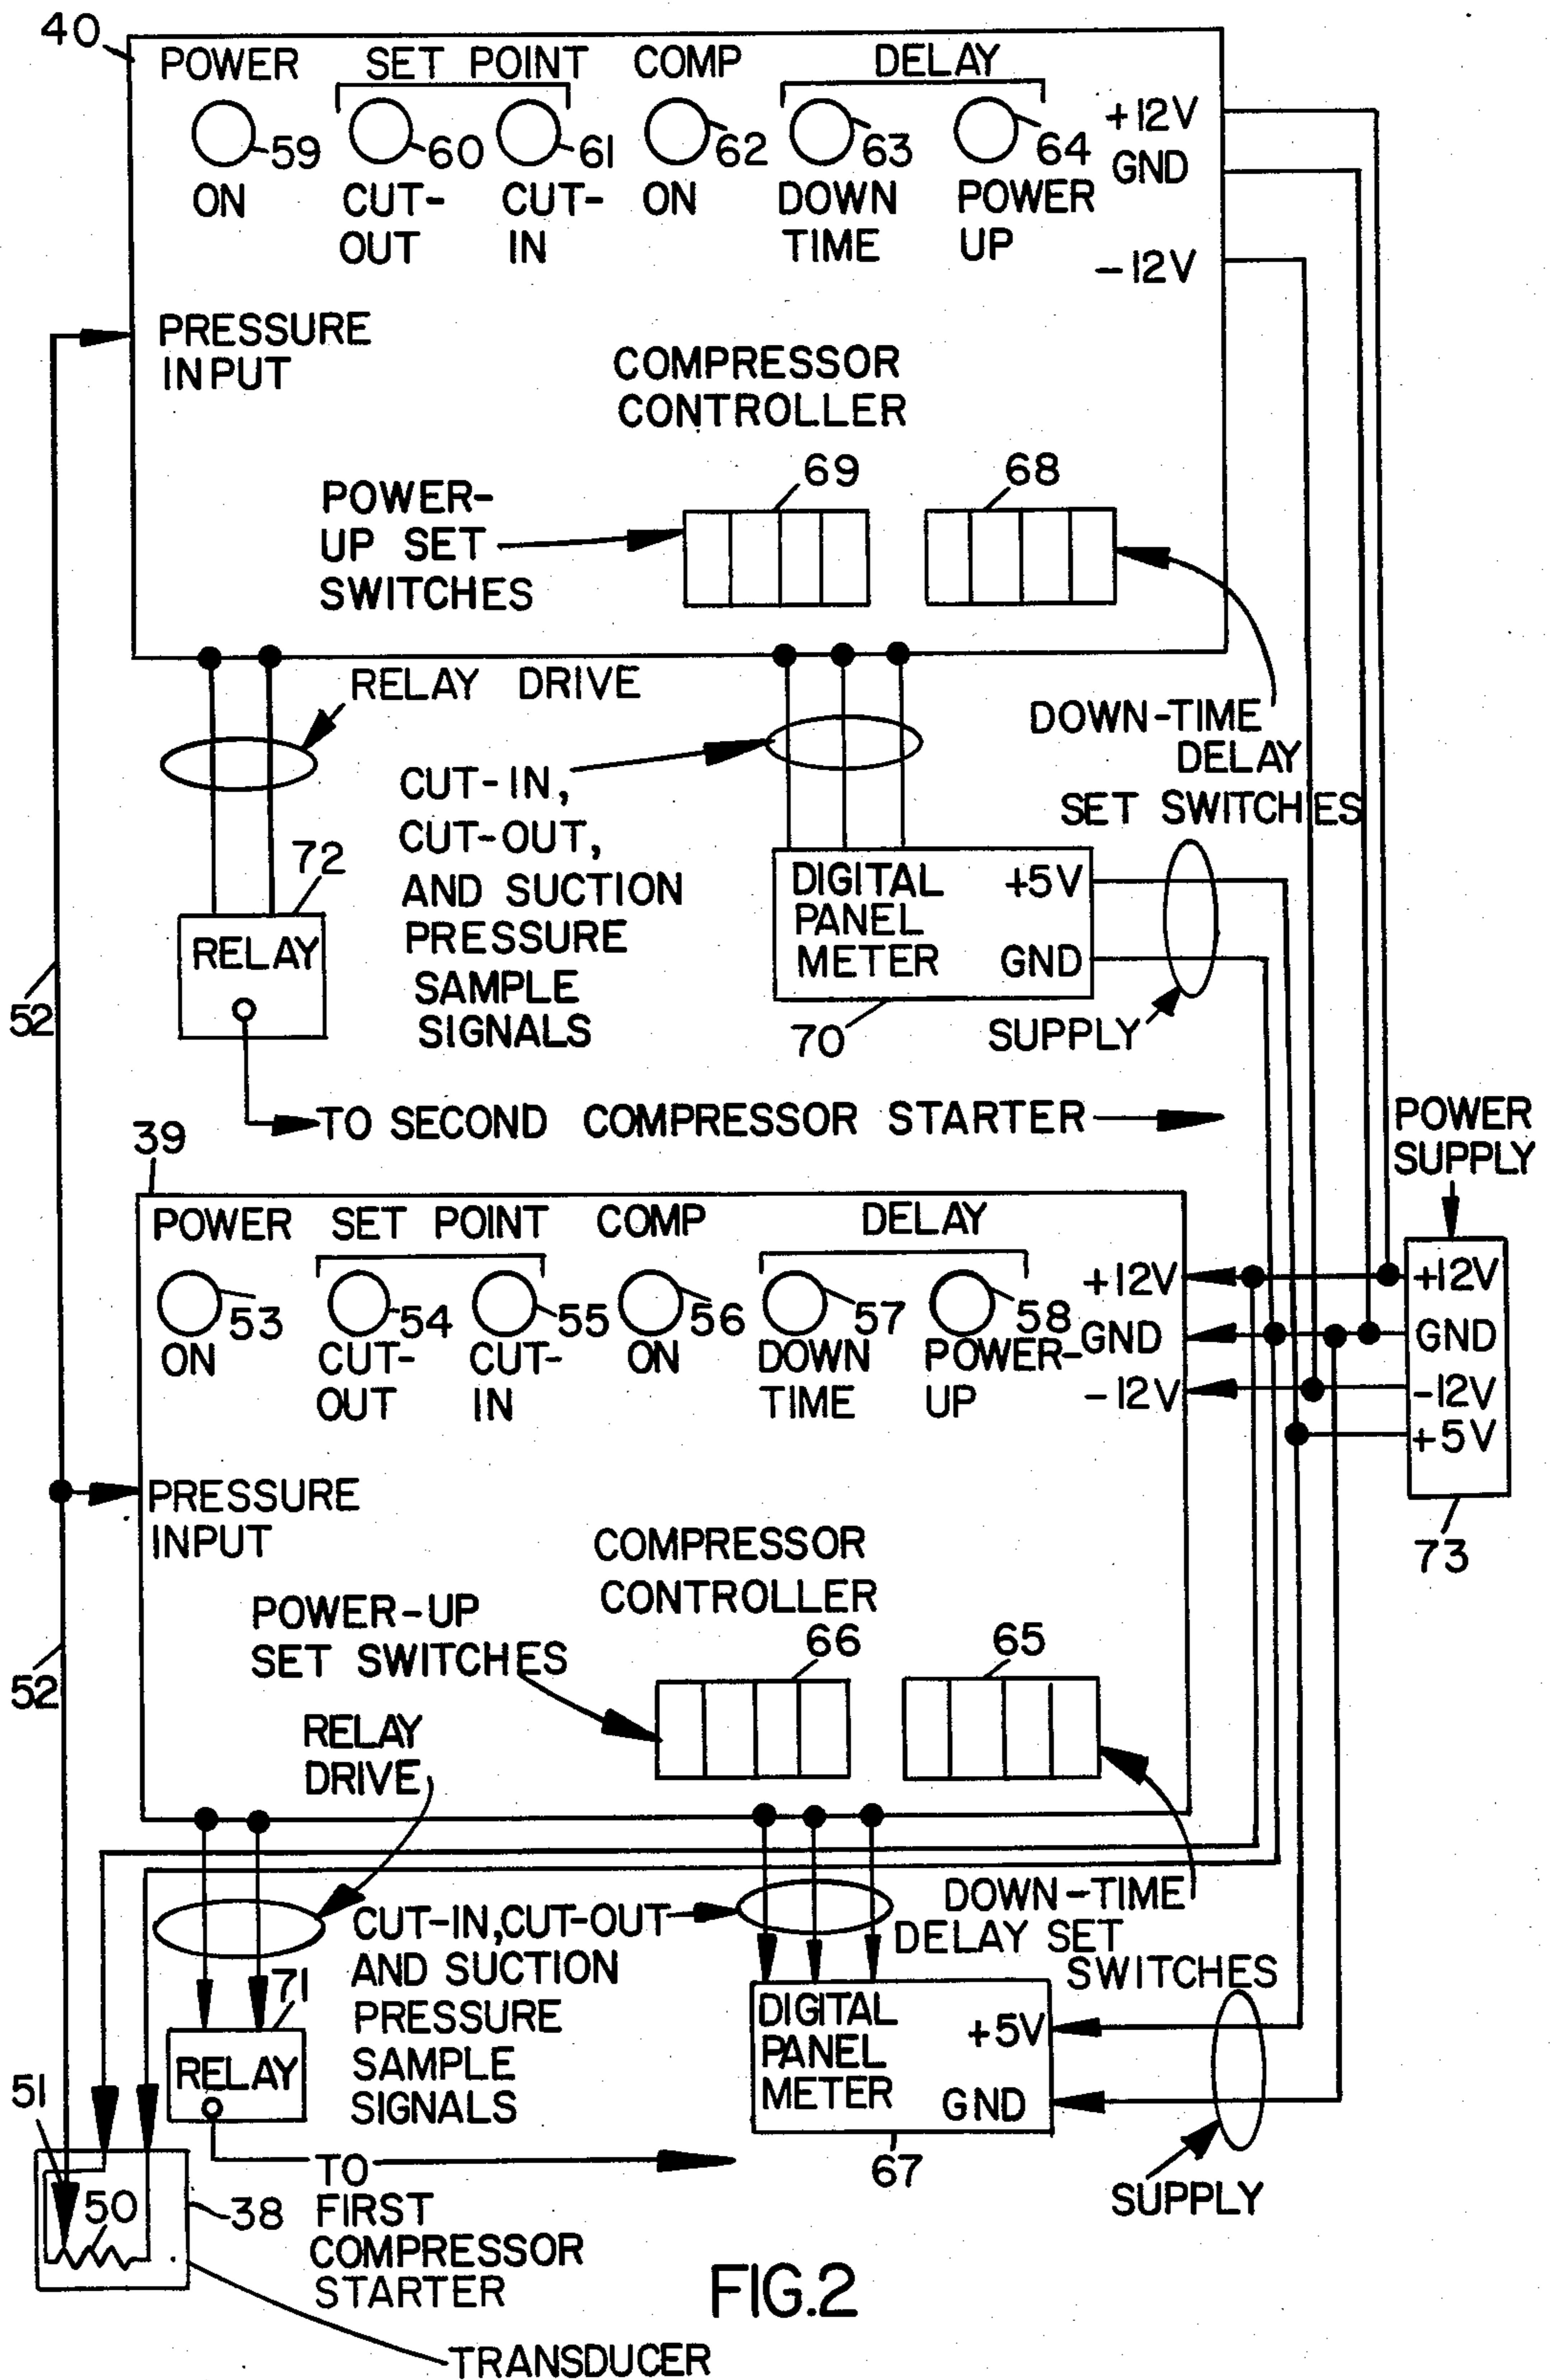 40
POWER SET POINT COMP DELAY
59 60 61 62 63 64
+12V
GND
-12V
ON CUT-OUT CUT-IN ON DOWN TIME POWER UP
PRESSURE
INPUT
COMPRESSOR
CONTROLLER
POWER-
UP SET
SWITCHES
69 68
RELAY DRIVE
DOWN-TIME
DELAY
SET SWITCHES
CUT-IN,
CUT-OUT,
AND SUCTION
PRESSURE
SAMPLE
SIGNALS
72
RELAY
DIGITAL
PANEL
METER
+5V
GND
70
SUPPLY
52
TO SECOND COMPRESSOR STARTER
POWER
SUPPLY
39
POWER SET POINT COMP DELAY
53 54 55 56 57 58
+12V
GND
-12V
ON CUT-OUT CUT-IN ON DOWN TIME POWER-UP
+12V
GND
-12V
+5V
73
PRESSURE
INPUT
COMPRESSOR
CONTROLLER
POWER-UP
SET SWITCHES
66 65
52
RELAY
DRIVE
DOWN-TIME
DELAY SET
SWITCHES
CUT-IN, CUT-OUT
AND SUCTION
PRESSURE
SAMPLE
SIGNALS
71
RELAY
DIGITAL
PANEL
METER
+5V
GND
67
SUPPLY
51
50
38
TO
FIRST
COMPRESSOR
STARTER
FIG.2
TRANSDUCER